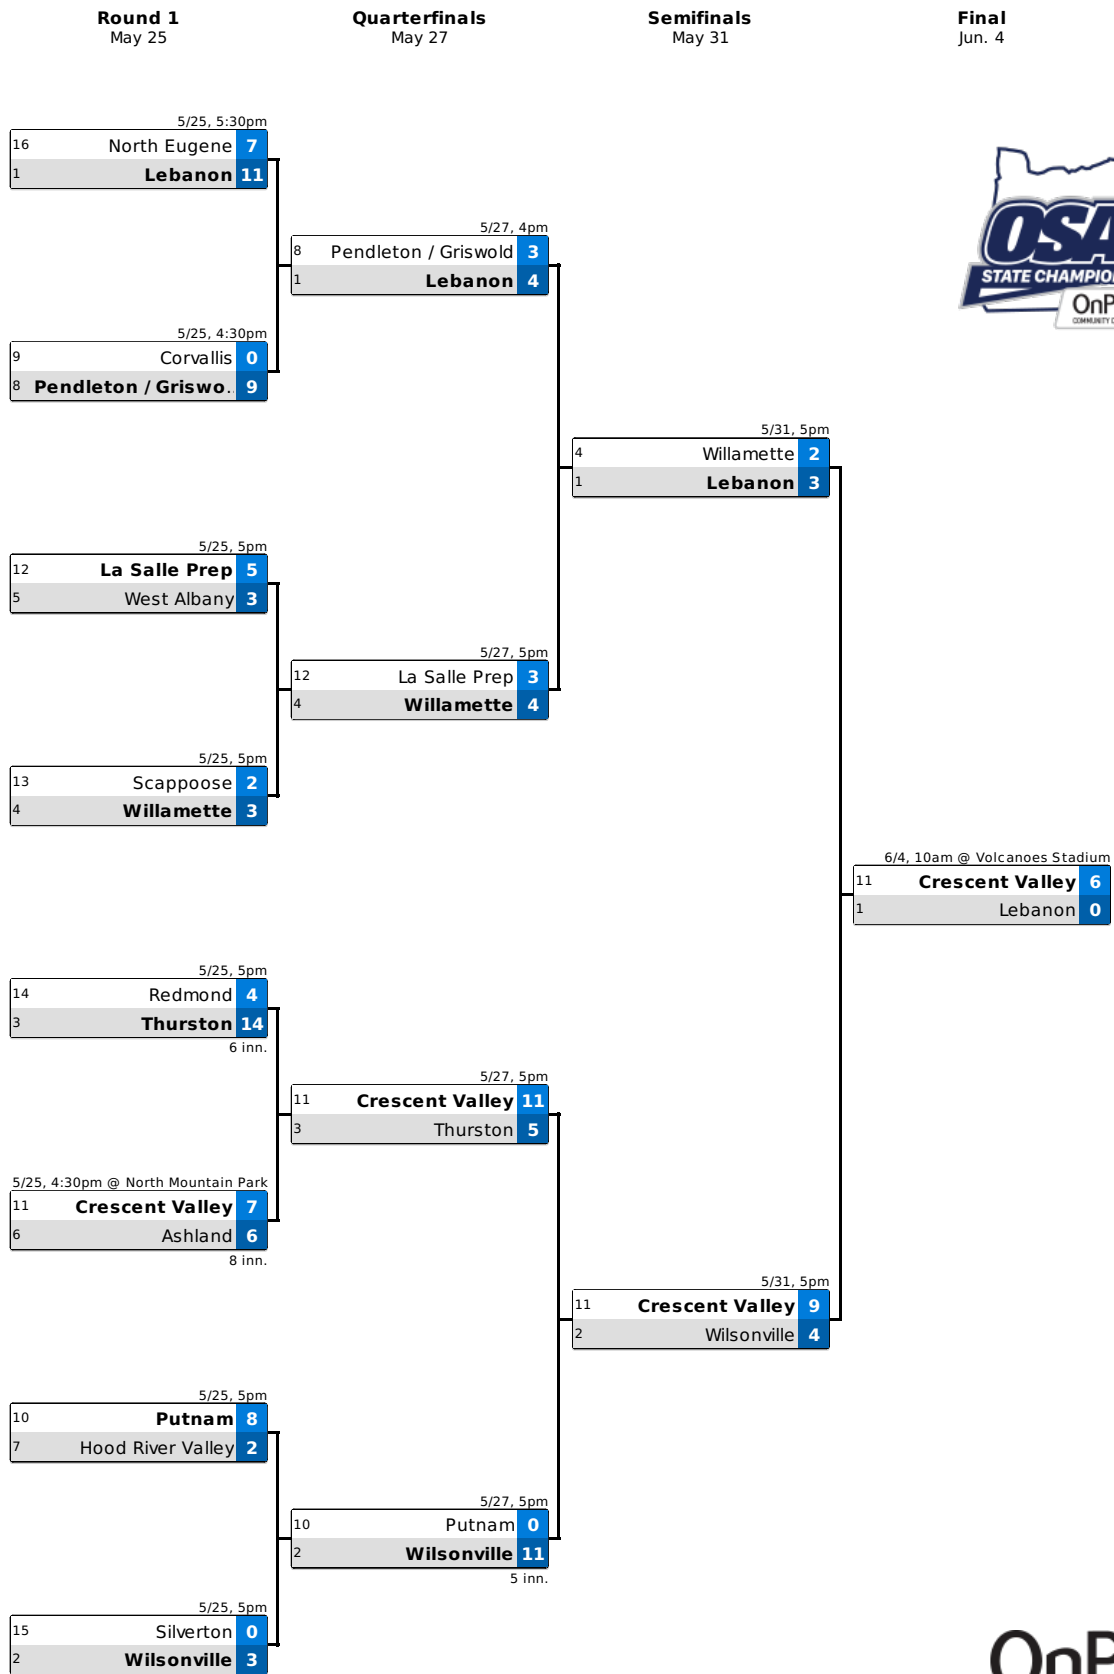 Round 1
May 25
Quarterfinals
May 27
Semifinals
May 31
Final
Jun. 4
5/25, 5:30pm
16 North Eugene 7
1 Lebanon 11
5/25, 4:30pm
9 Corvallis 0
8 Pendleton / Griswo. 9
5/25, 5pm
12 La Salle Prep 5
5 West Albany 3
5/25, 5pm
13 Scappoose 2
4 Willamette 3
5/25, 5pm
14 Redmond 4
3 Thurston 14
6 inn.
5/25, 4:30pm @ North Mountain Park
11 Crescent Valley 7
6 Ashland 6
8 inn.
5/25, 5pm
10 Putnam 8
7 Hood River Valley 2
5/25, 5pm
15 Silverton 0
2 Wilsonville 3
5/27, 4pm
8 Pendleton / Griswold 3
1 Lebanon 4
5/27, 5pm
12 La Salle Prep 3
4 Willamette 4
5/27, 5pm
11 Crescent Valley 11
3 Thurston 5
5/27, 5pm
10 Putnam 0
2 Wilsonville 11
5 inn.
5/31, 5pm
4 Willamette 2
1 Lebanon 3
5/31, 5pm
11 Crescent Valley 9
2 Wilsonville 4
6/4, 10am @ Volcanoes Stadium
11 Crescent Valley 6
1 Lebanon 0
OSA
STATE CHAMPIO
OnP
COMMUNITY
OnP